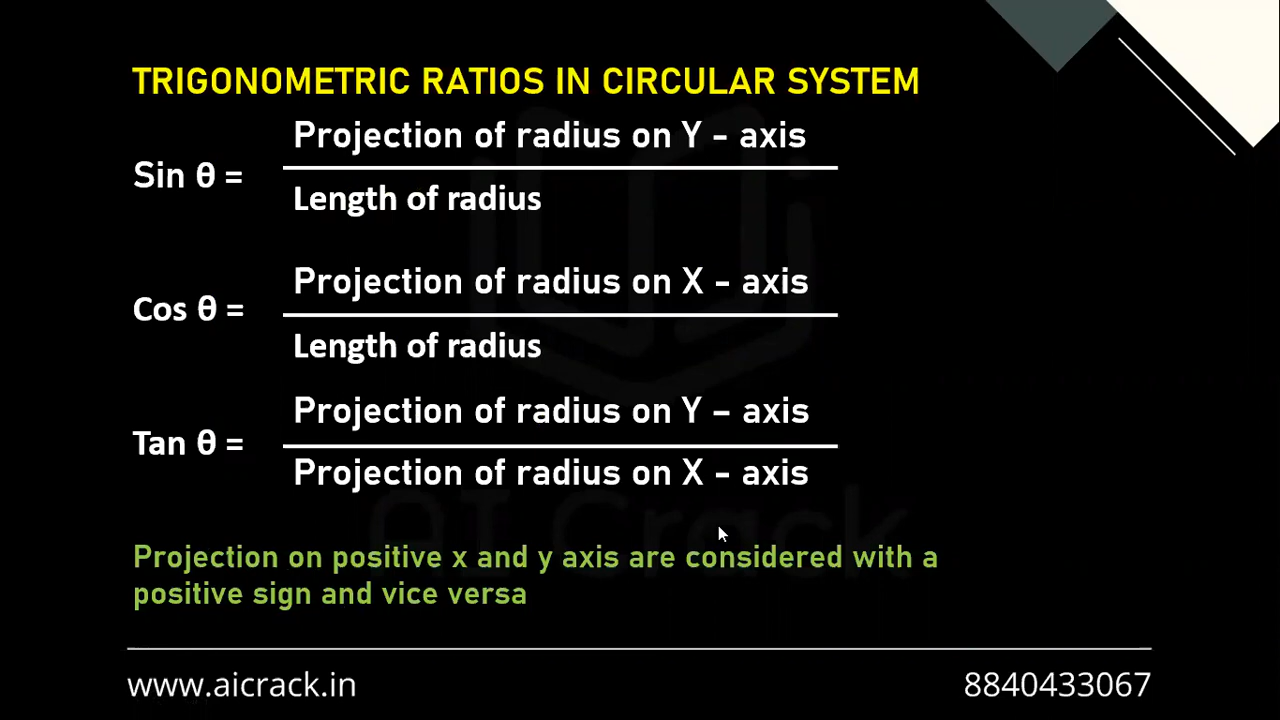 TRIGONOMETRIC RATIOS IN CIRCULAR SYSTEM
Projection of radius on Y - axis
Sin θ =
Length of radius
Projection of radius on X - axis
Cos θ =
Length of radius
Projection of radius on Y – axis
Tan θ =
Projection of radius on X - axis
AI Crack
Projection on positive x and y axis are considered with a
positive sign and vice versa
www.aicrack.in
8840433067